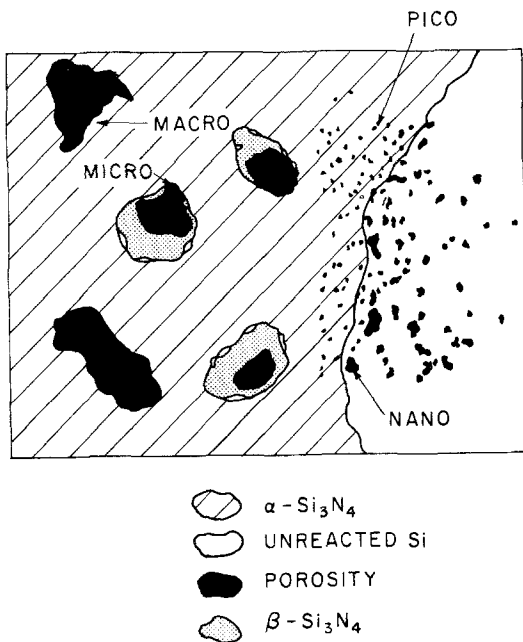 PICO
MACRO
MICRO
NANO
α-Si₃N₄
UNREACTED Si
POROSITY
β-Si₃N₄